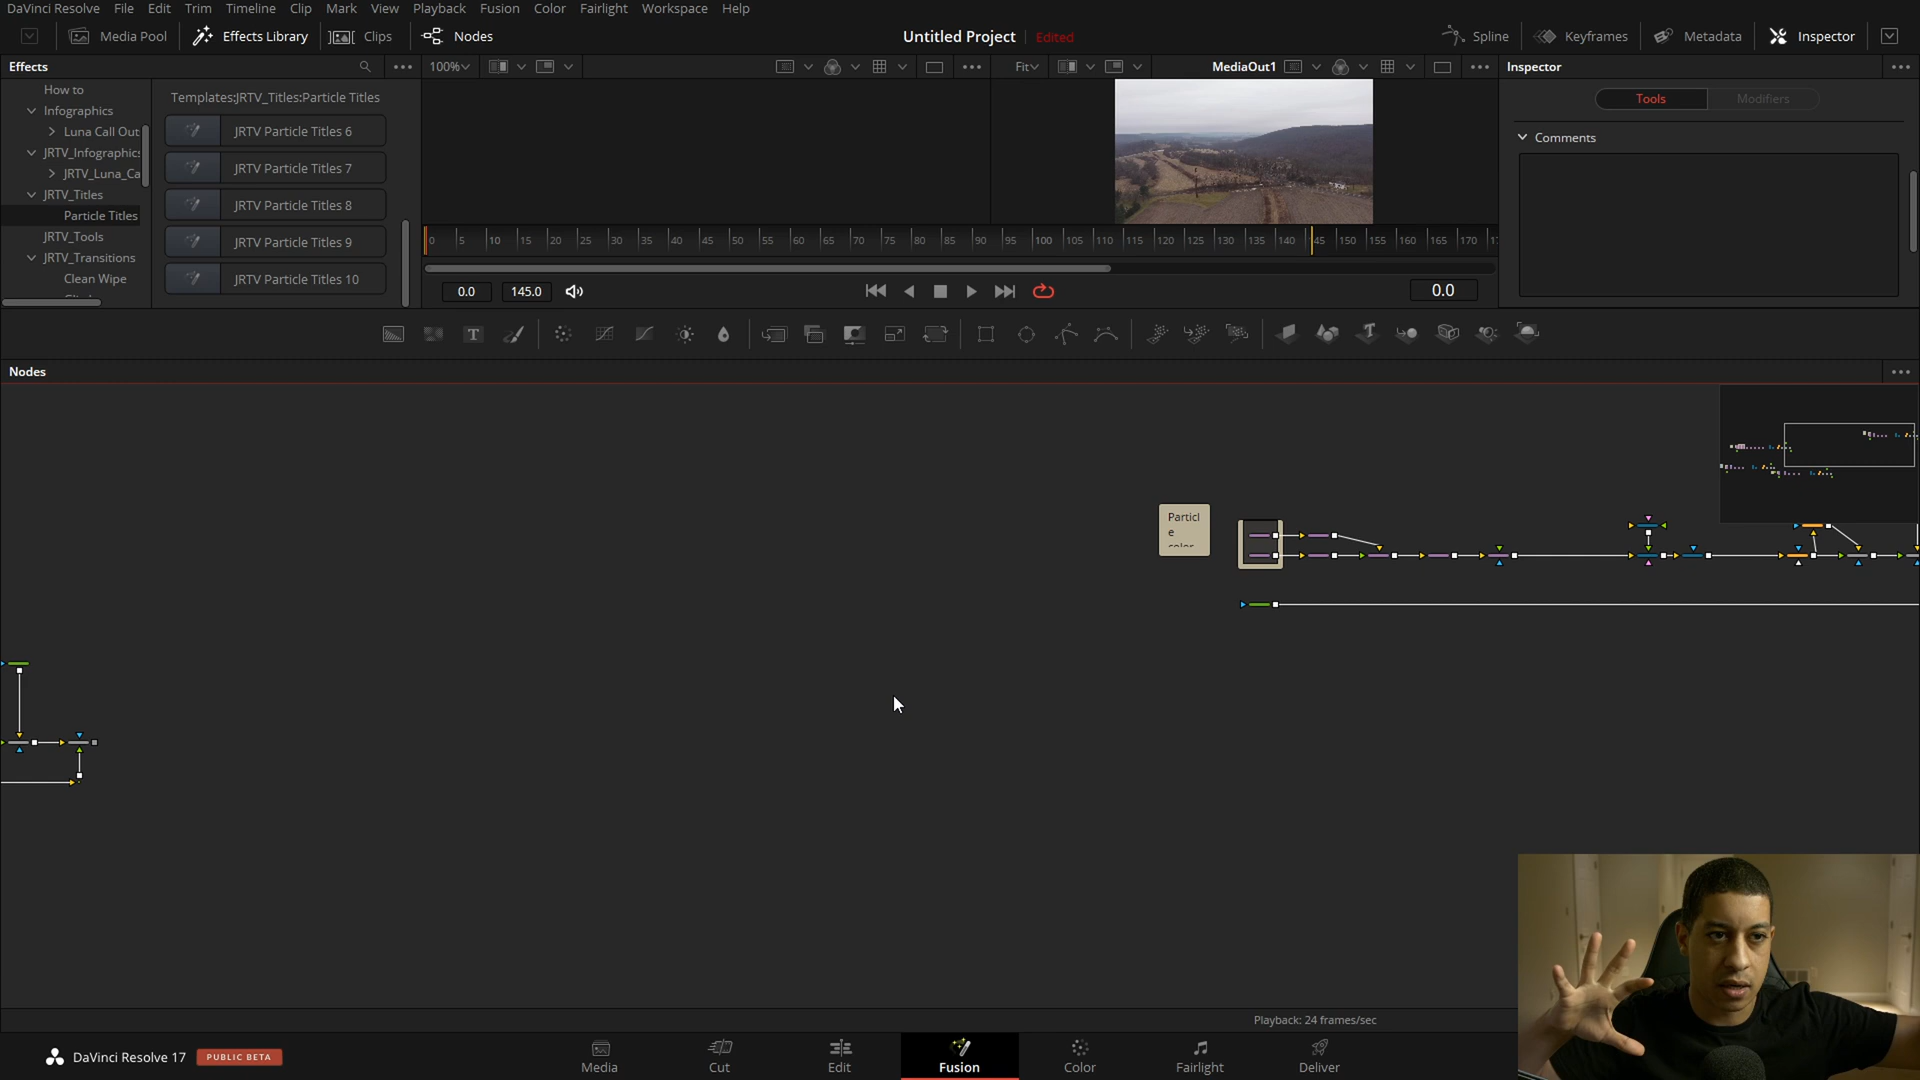 DaVinci Resolve File Edit Trim Timeline Clip Mark View Playback Fusion Color Fairlight Workspace Help
Media Pool Effects Library Clips Nodes Untitled Project Edited Spline Keyframes Metadata Inspector
Effects 100% Fit MediaOut1 Inspector
How to
Infographics
Luna Call Out
JRTV_Infographics
JRTV_Luna_Ca
JRTV_Titles
Particle Titles
JRTV_Tools
JRTV_Transitions
Clean Wipe
Templates:JRTV_Titles:Particle Titles
JRTV Particle Titles 6
JRTV Particle Titles 7
JRTV Particle Titles 8
JRTV Particle Titles 9
JRTV Particle Titles 10
Tools Modifiers
Comments
0 5 10 15 20 25 30 35 40 45 50 55 60 65 70 75 80 85 90 95 100 105 110 115 120 125 130 135 140 45 150 155 160 165 170
0.0 145.0 0.0
Nodes
Particl
e
color
Playback: 24 frames/sec
DaVinci Resolve 17 PUBLIC BETA
Media Cut Edit Fusion Color Fairlight Deliver